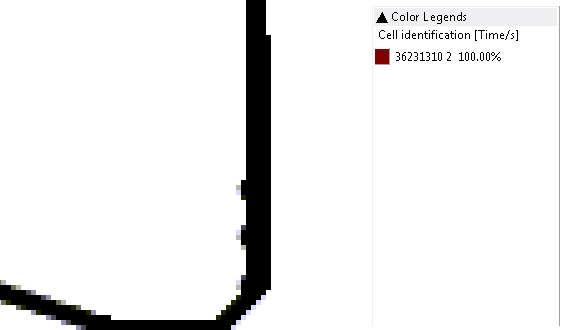 Color Legends
Cell identification [Time/s]
36231310 2 100.00%